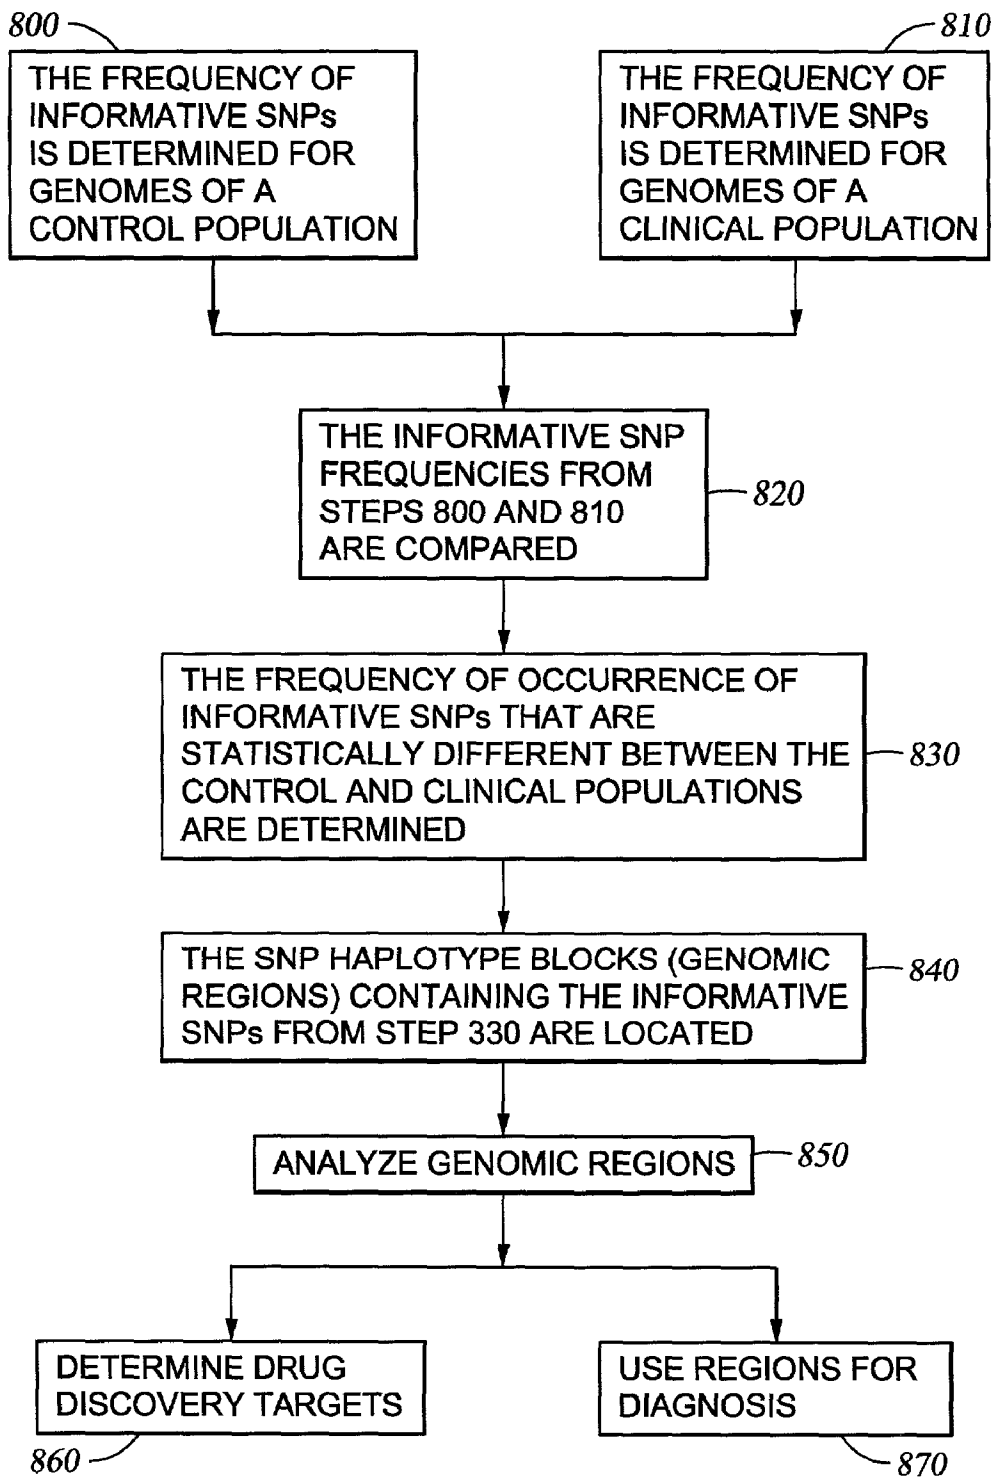 800
THE FREQUENCY OF
INFORMATIVE SNPs
IS DETERMINED FOR
GENOMES OF A
CONTROL POPULATION
810
THE FREQUENCY OF
INFORMATIVE SNPs
IS DETERMINED FOR
GENOMES OF A
CLINICAL POPULATION
THE INFORMATIVE SNP
FREQUENCIES FROM
STEPS 800 AND 810
ARE COMPARED
820
THE FREQUENCY OF OCCURRENCE OF
INFORMATIVE SNPs THAT ARE
STATISTICALLY DIFFERENT BETWEEN THE
CONTROL AND CLINICAL POPULATIONS
ARE DETERMINED
830
THE SNP HAPLOTYPE BLOCKS (GENOMIC
REGIONS) CONTAINING THE INFORMATIVE
SNPs FROM STEP 330 ARE LOCATED
840
ANALYZE GENOMIC REGIONS
850
DETERMINE DRUG
DISCOVERY TARGETS
860
USE REGIONS FOR
DIAGNOSIS
870